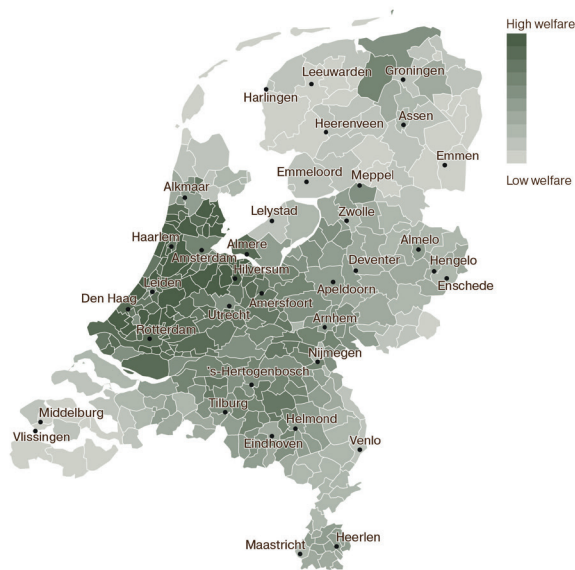 High welfare
Low welfare
Leeuwarden
Groningen
Harlingen
Assen
Heerenveen
Emmen
Emmeloord
Meppel
Alkmaar
Lelystad
Zwolle
Haarlem
Almere
Almelo
Amsterdam
Hengelo
Hilversum
Deventer
Leiden
Enschede
Apeldoorn
Den Haag
Amersfoort
Utrecht
Arnhem
Rotterdam
Nijmegen
's-Hertogenbosch
Tilburg
Middelburg
Helmond
Vlissingen
Eindhoven
Venlo
Maastricht
Heerlen